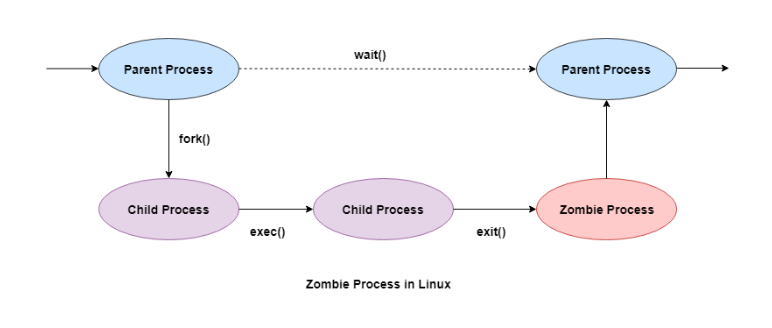 wait()
Parent Process
Parent Process
fork()
Child Process
Child Process
Zombie Process
exec()
exit()
Zombie Process in Linux